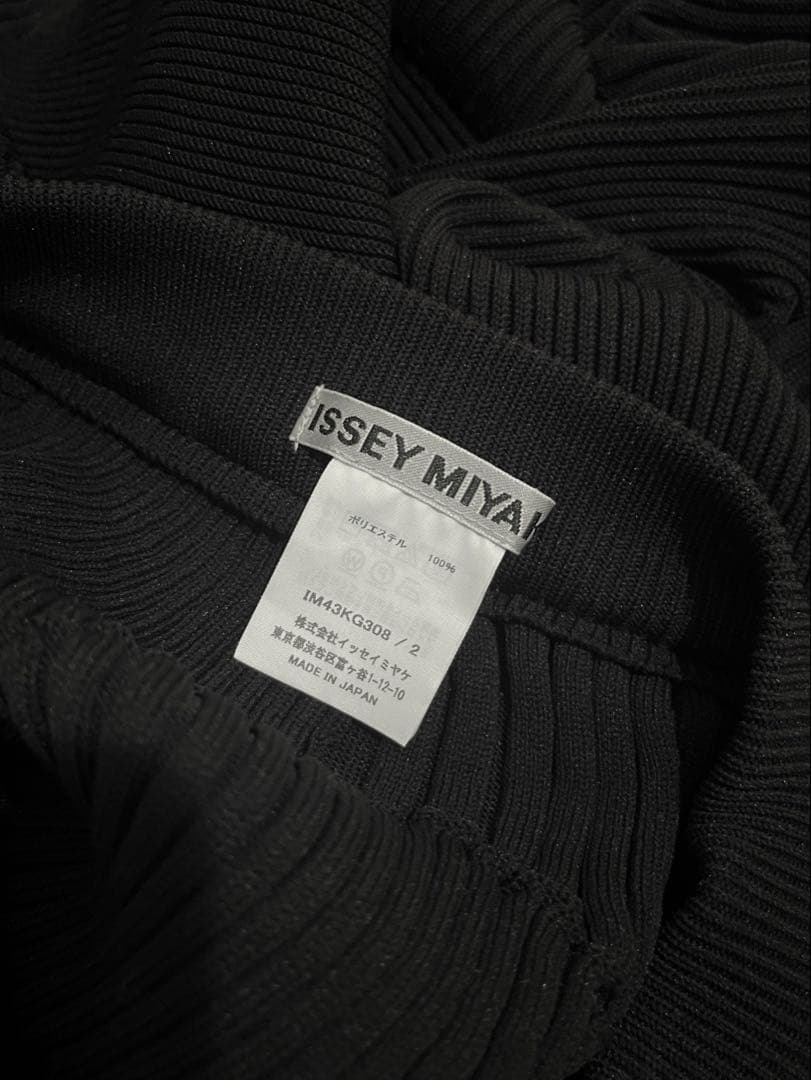 ISSEY MIYAK
ポリエステル 100%
IM43KG308 / 2
株式会社イッセイミヤケ
東京都渋谷区富ヶ谷1-12-10
MADE IN JAPAN